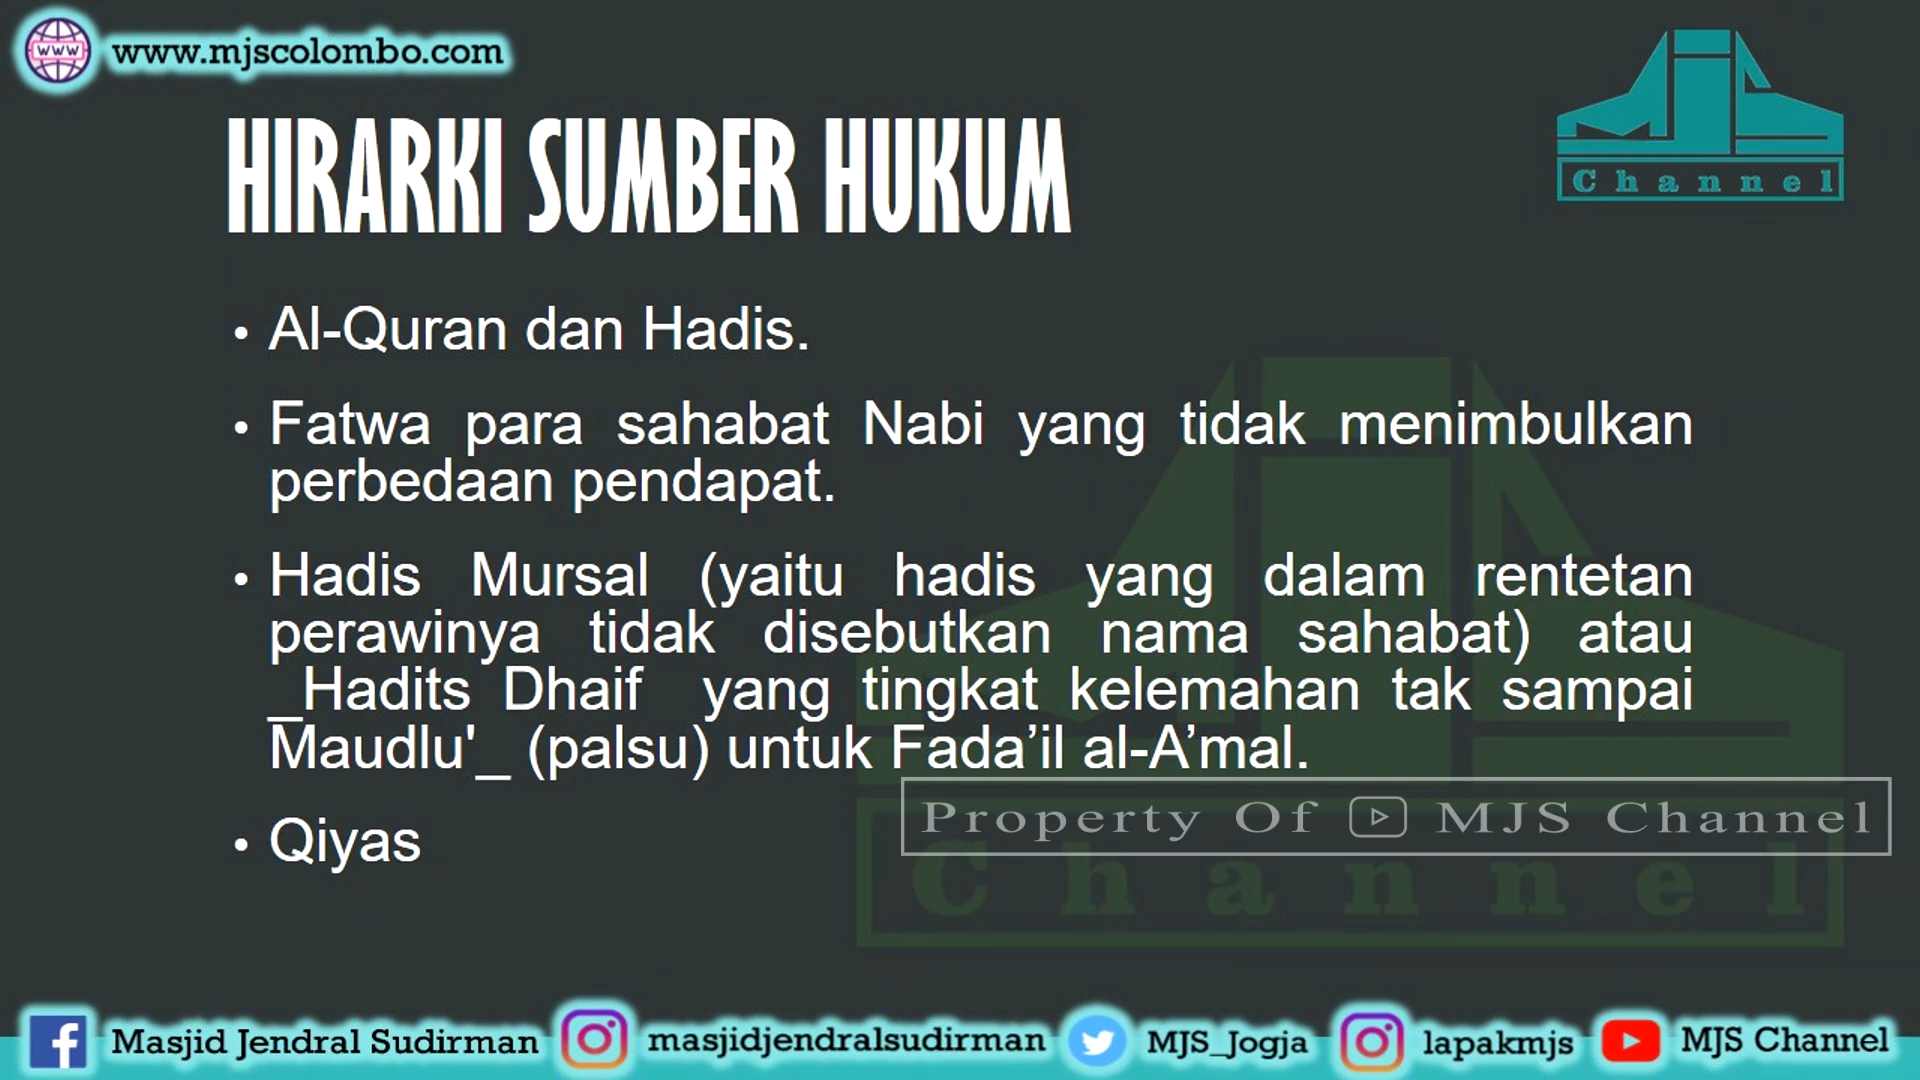 www.mjscolombo.com
MJS
Channel
HIRARKI SUMBER HUKUM
• Al-Quran dan Hadis.
• Fatwa para sahabat Nabi yang tidak menimbulkan
perbedaan pendapat.
• Hadis Mursal (yaitu hadis yang dalam rentetan
perawinya tidak disebutkan nama sahabat) atau
_Hadits Dhaif yang tingkat kelemahan tak sampai
Maudlu'_ (palsu) untuk Fada’il al-A’mal.
• Qiyas
Property Of MJS Channel
Channel
Masjid Jendral Sudirman masjidjendralsudirman MJS_Jogja lapakmjs MJS Channel